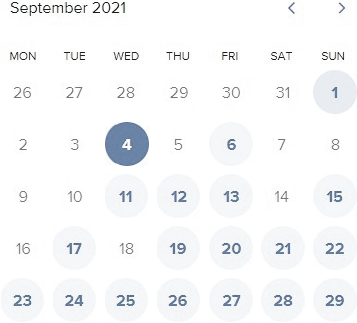 September 2021 < >
MON TUE WED THU FRI SAT SUN
26 27 28 29 30 31 1
2 3 4 5 6 7 8
9 10 11 12 13 14 15
16 17 18 19 20 21 22
23 24 25 26 27 28 29